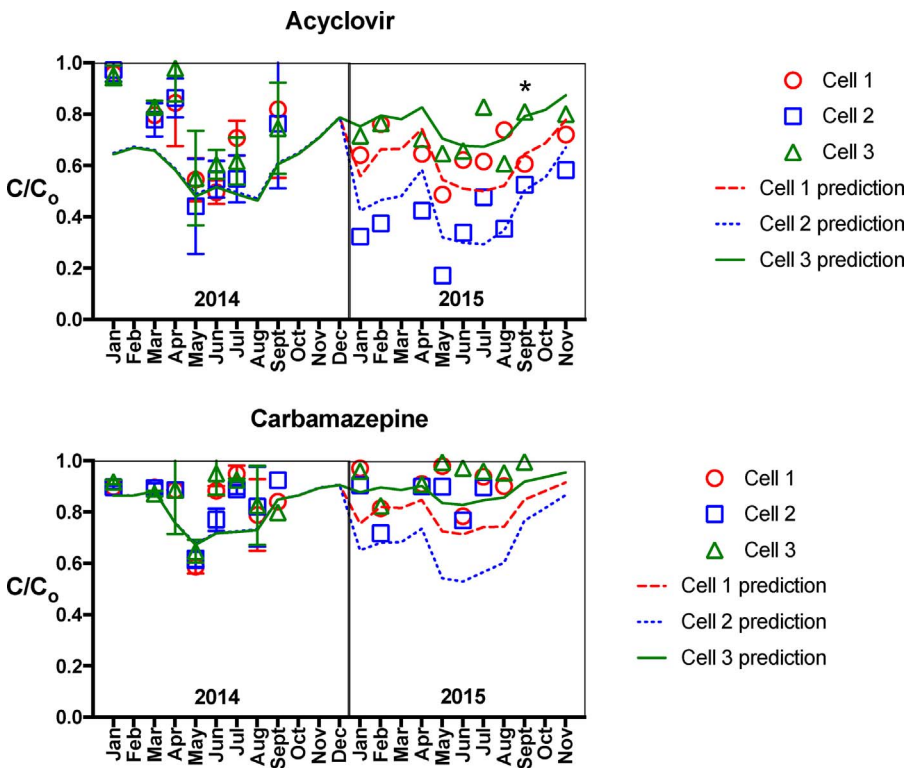 Acyclovir
1.0
0.8
0.6
0.4
0.2
0.0
C/Co
2014
2015
*
Jan
Feb
Mar
Apr
May
Jun
Jul
Aug
Sept
Oct
Nov
Dec
Jan
Feb
Mar
Apr
May
Jun
Jul
Aug
Sept
Oct
Nov
Cell 1
Cell 2
Cell 3
Cell 1 prediction
Cell 2 prediction
Cell 3 prediction
Carbamazepine
1.0
0.8
0.6
0.4
0.2
0.0
C/Co
2014
2015
Jan
Feb
Mar
Apr
May
Jun
Jul
Aug
Sept
Oct
Nov
Dec
Jan
Feb
Mar
Apr
May
Jun
Jul
Aug
Sept
Oct
Nov
Cell 1
Cell 2
Cell 3
Cell 1 prediction
Cell 2 prediction
Cell 3 prediction